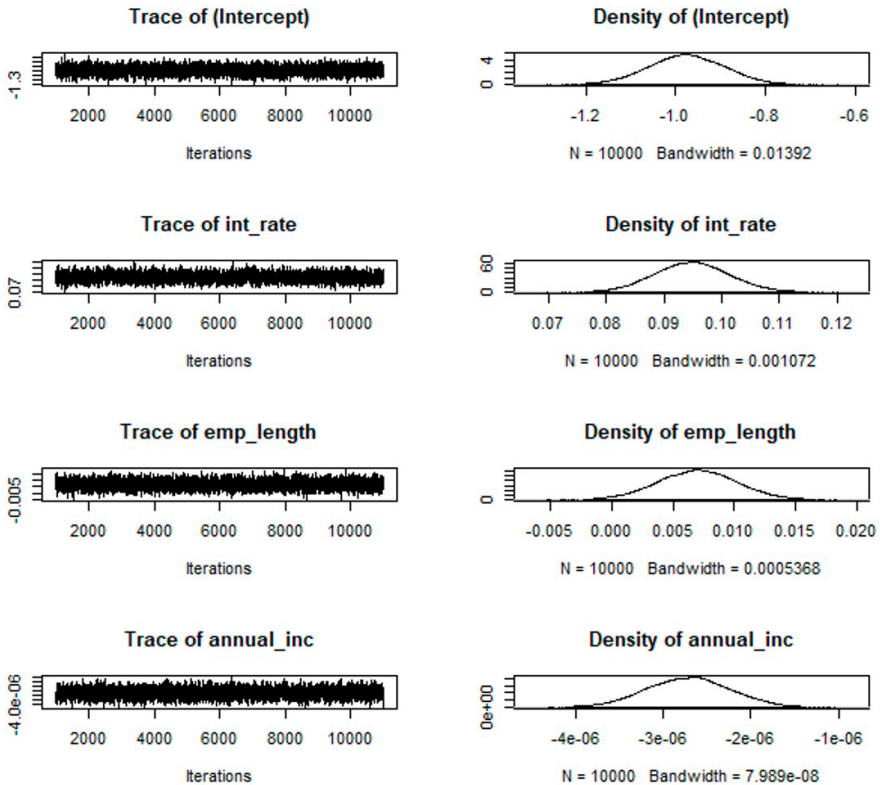 Trace of (Intercept)
-1.3
2000 4000 6000 8000 10000
Iterations
Density of (Intercept)
0 4
-1.2 -1.0 -0.8 -0.6
N = 10000 Bandwidth = 0.01392
Trace of int_rate
0.07
2000 4000 6000 8000 10000
Iterations
Density of int_rate
0 60
0.07 0.08 0.09 0.10 0.11 0.12
N = 10000 Bandwidth = 0.001072
Trace of emp_length
-0.005
2000 4000 6000 8000 10000
Iterations
Density of emp_length
0
-0.005 0.000 0.005 0.010 0.015 0.020
N = 10000 Bandwidth = 0.0005368
Trace of annual_inc
-4.0e-06
2000 4000 6000 8000 10000
Iterations
Density of annual_inc
0e+00
-4e-06 -3e-06 -2e-06 -1e-06
N = 10000 Bandwidth = 7.989e-08